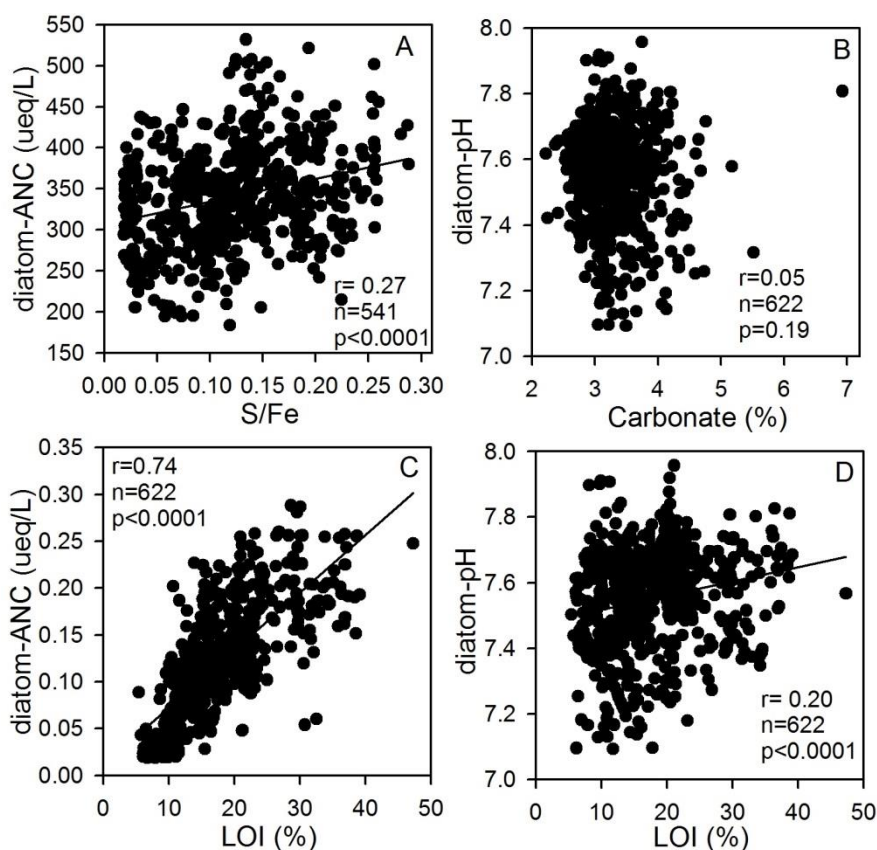 A
diatom-ANC (ueq/L)
550
500
450
400
350
300
250
200
150
r= 0.27
n=541
p<0.0001
0.00 0.05 0.10 0.15 0.20 0.25 0.30
S/Fe
B
diatom-pH
8.0
7.8
7.6
7.4
7.2
7.0
r=0.05
n=622
p=0.19
2 3 4 5 6 7
Carbonate (%)
C
diatom-ANC (ueq/L)
0.35
0.30
0.25
0.20
0.15
0.10
0.05
0.00
r=0.74
n=622
p<0.0001
0 10 20 30 40 50
LOI (%)
D
diatom-pH
8.0
7.8
7.6
7.4
7.2
7.0
r= 0.20
n=622
p<0.0001
0 10 20 30 40 50
LOI (%)